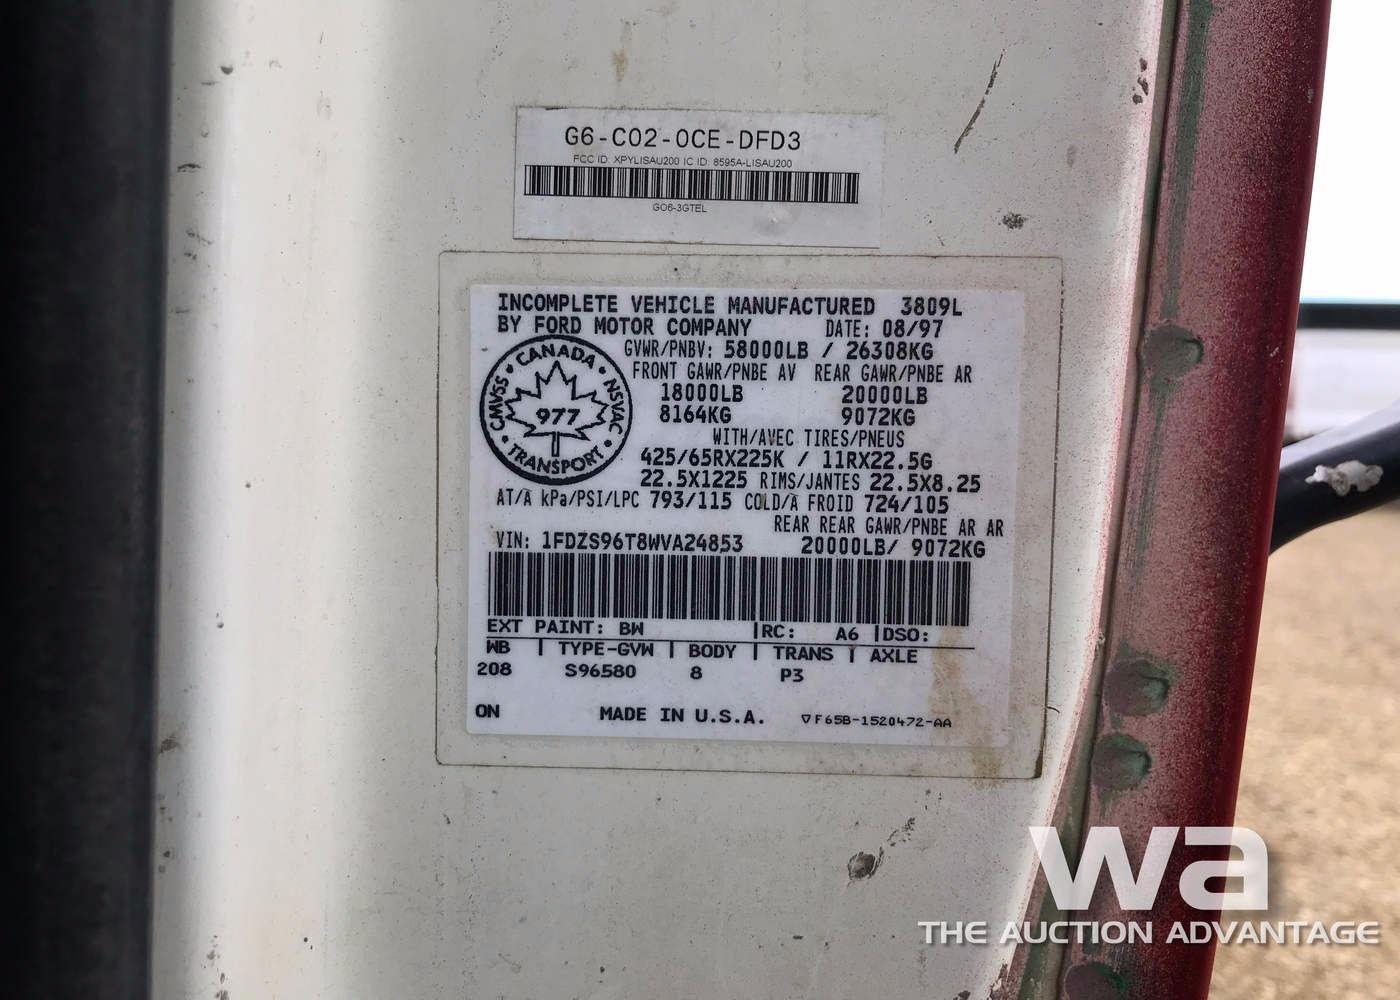 G6-C02-0CE-DFD3
FCC ID: XPYLISAU200 IC ID: 8595A-LISAU200
GO6-3GTEL
INCOMPLETE VEHICLE MANUFACTURED 3809L
BY FORD MOTOR COMPANY DATE: 08/97
GVWR/PNBV: 58000LB / 26308KG
FRONT GAWR/PNBE AV REAR GAWR/PNBE AR
18000LB 20000LB
8164KG 9072KG
WITH/AVEC TIRES/PNEUS
425/65RX225K / 11RX22.5G
22.5X1225 RIMS/JANTES 22.5X8.25
AT/A kPa/PSI/LPC 793/115 COLD/A FROID 724/105
REAR REAR GAWR/PNBE AR AR
VIN: 1FDZS96T8WVA24853 20000LB/ 9072KG
CANADA
CMVSS 977 NSVAC
TRANSPORT
EXT PAINT: BW |RC: A6 |DSO:
WB | TYPE-GVW | BODY | TRANS | AXLE
208 S96580 8 P3
ON MADE IN U.S.A. ▽F65B-1520472-AA
wa
THE AUCTION ADVANTAGE